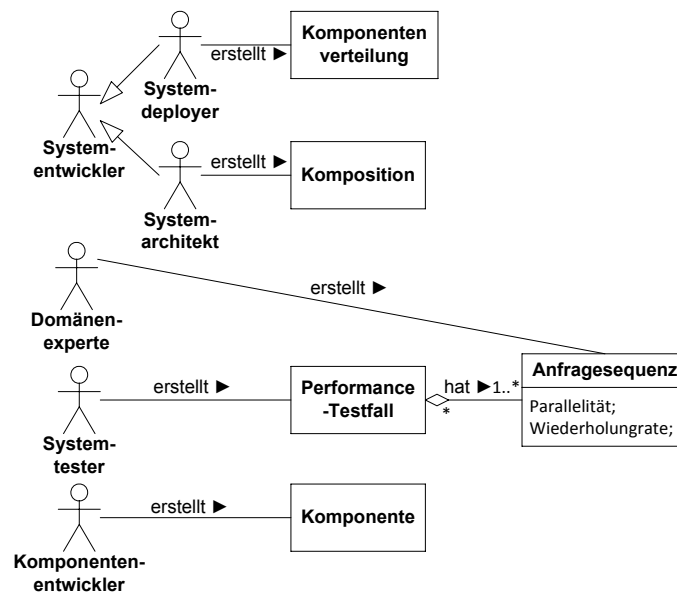 Komponenten
verteilung
erstellt ►
System-
deployer
System-
entwickler
erstellt ►
Komposition
System-
architekt
erstellt ►
Domänen-
experte
Anfragesequenz
Parallelität;
Wiederholungrate;
erstellt ►
Performance
-Testfall
hat ►1..*
*
System-
tester
erstellt ►
Komponente
Komponenten-
entwickler